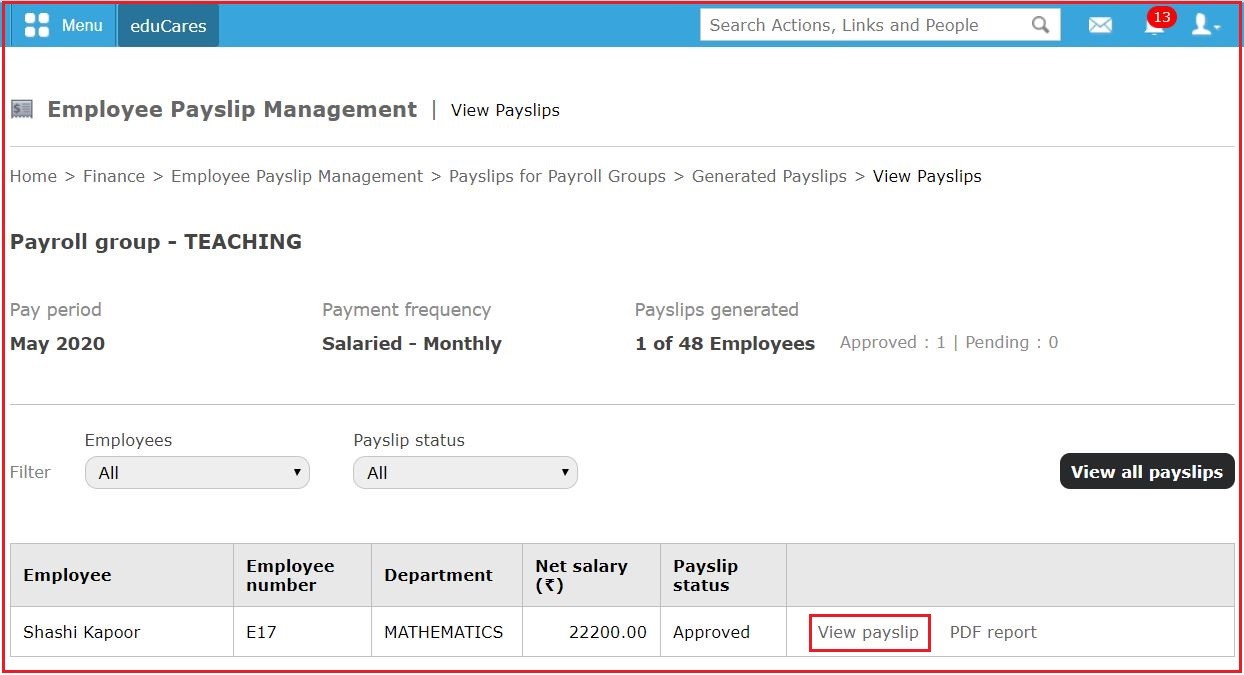 Menu eduCares Search Actions, Links and People 13
Employee Payslip Management | View Payslips
Home > Finance > Employee Payslip Management > Payslips for Payroll Groups > Generated Payslips > View Payslips
Payroll group - TEACHING
Pay period Payment frequency Payslips generated
May 2020 Salaried - Monthly 1 of 48 Employees Approved : 1 | Pending : 0
Employees Payslip status
Filter All All View all payslips
Employee Employee number Department Net salary (₹) Payslip status
Shashi Kapoor E17 MATHEMATICS 22200.00 Approved View payslip PDF report